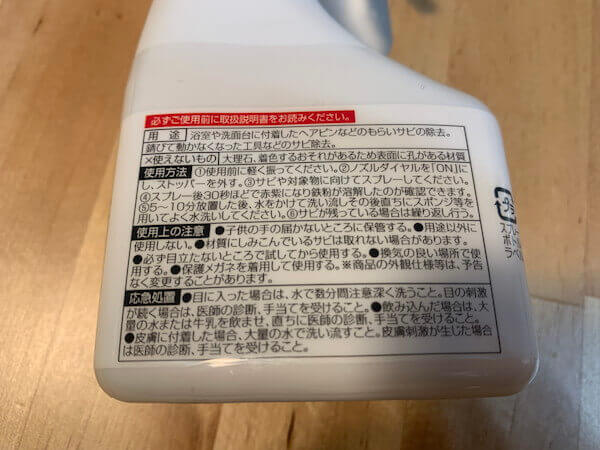 必ずご使用前に取扱説明書をお読みください。
用 途 浴室や洗面台に付着したヘアピンなどのもらいサビの除去。
錆びて動かなくなった工具などのサビ除去。
×使えないもの 大理石、着色するおそれがあるため表面に孔がある材質
使用方法 ①使用前に軽く振ってください。②ノズルダイヤルを「ON」に
し、ストッパーを外す。③サビや対象物に向けてスプレーしてください。
④スプレー後30秒ほどで赤紫になり鉄粉が溶解したのが確認できます。
⑤5~10分放置した後、水をかけて洗い流しその後直ちにスポンジ等を
用いてよく水洗いしてください。⑥サビが残っている場合は繰り返し行う。
使用上の注意 ●子供の手の届かないところに保管する。●用途以外に
使用しない。●材質にしみこんでいるサビは取れない場合があります。
●必ず目立たないところで試してから使用する。●換気の良い場所で使
用する。●保護メガネを着用して使用する。※商品の外観仕様等は、予告
なく変更することがあります。
応急処置 ●目に入った場合は、水で数分間注意深く洗うこと。目の刺激
が続く場合は、医師の診断、手当てを受けること。●飲み込んだ場合は、大
量の水または牛乳を飲ませ、直ちに医師の診断、手当てを受けること。
●皮膚に付着した場合、大量の水で洗い流すこと。皮膚刺激が生じた場合
は医師の診断、手当てを受けること。
プラ
スプレー
ボト
ラベル